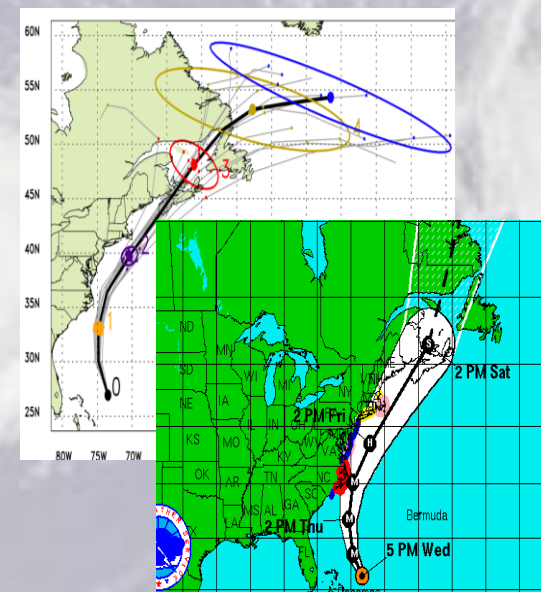 60N
55N
50N
45N
40N
35N
30N
25N
80W
75W
70W
0
1
2
3
4
ND
MN
SD
WI
MI
NE
IA
NY
VT
2 PM Sat
2 PM Fri
IL
IN
KS
MO
KY
WV
VA
OK
AR
TN
NC
SC
MS
AL
GA
LA
FL
2 PM Thu
Bermuda
5 PM Wed
S
H
M
M
M